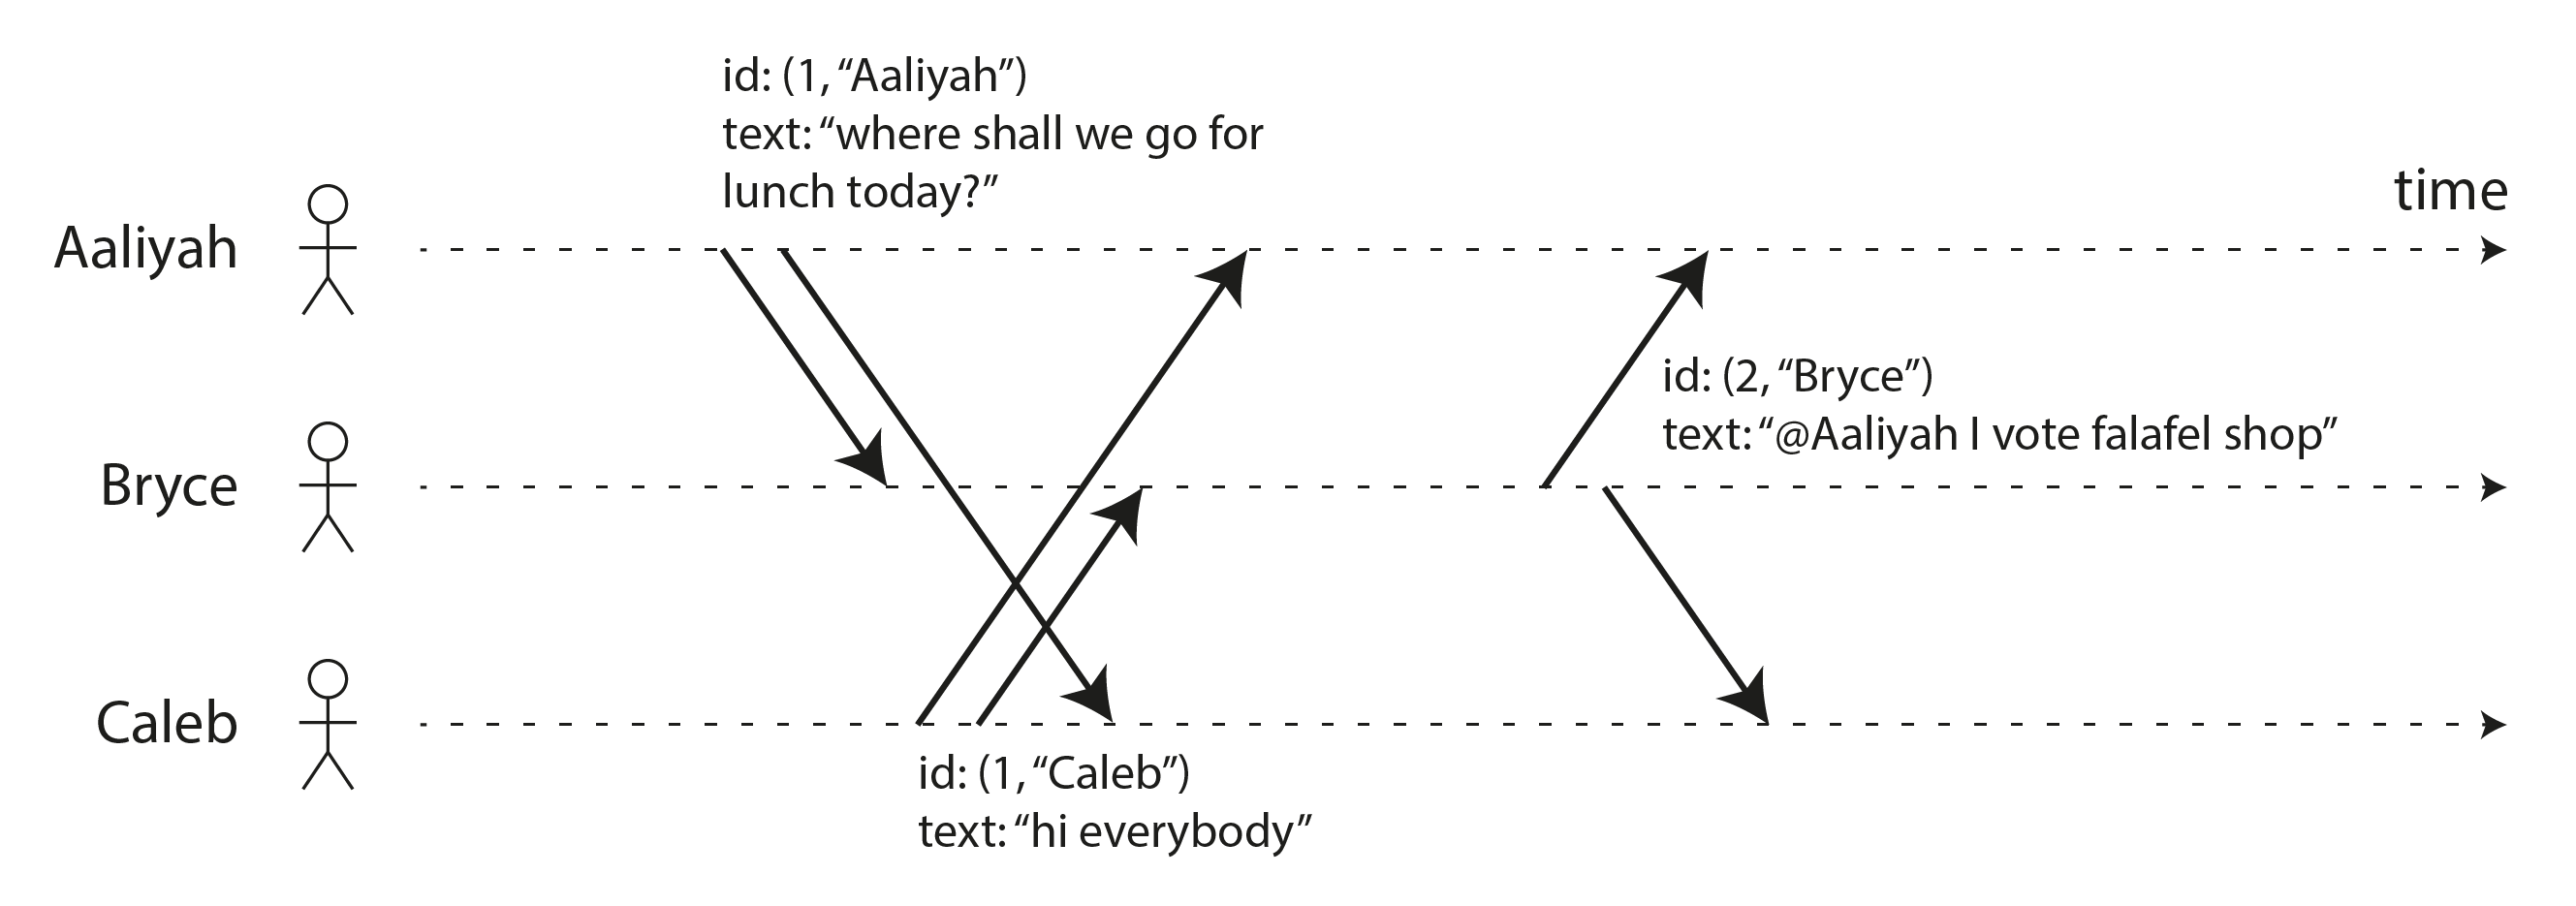 id: (1, “Aaliyah”)
text: “where shall we go for
lunch today?”
time
Aaliyah
id: (2, “Bryce”)
text: “@Aaliyah I vote falafel shop”
Bryce
Caleb
id: (1, “Caleb”)
text: “hi everybody”